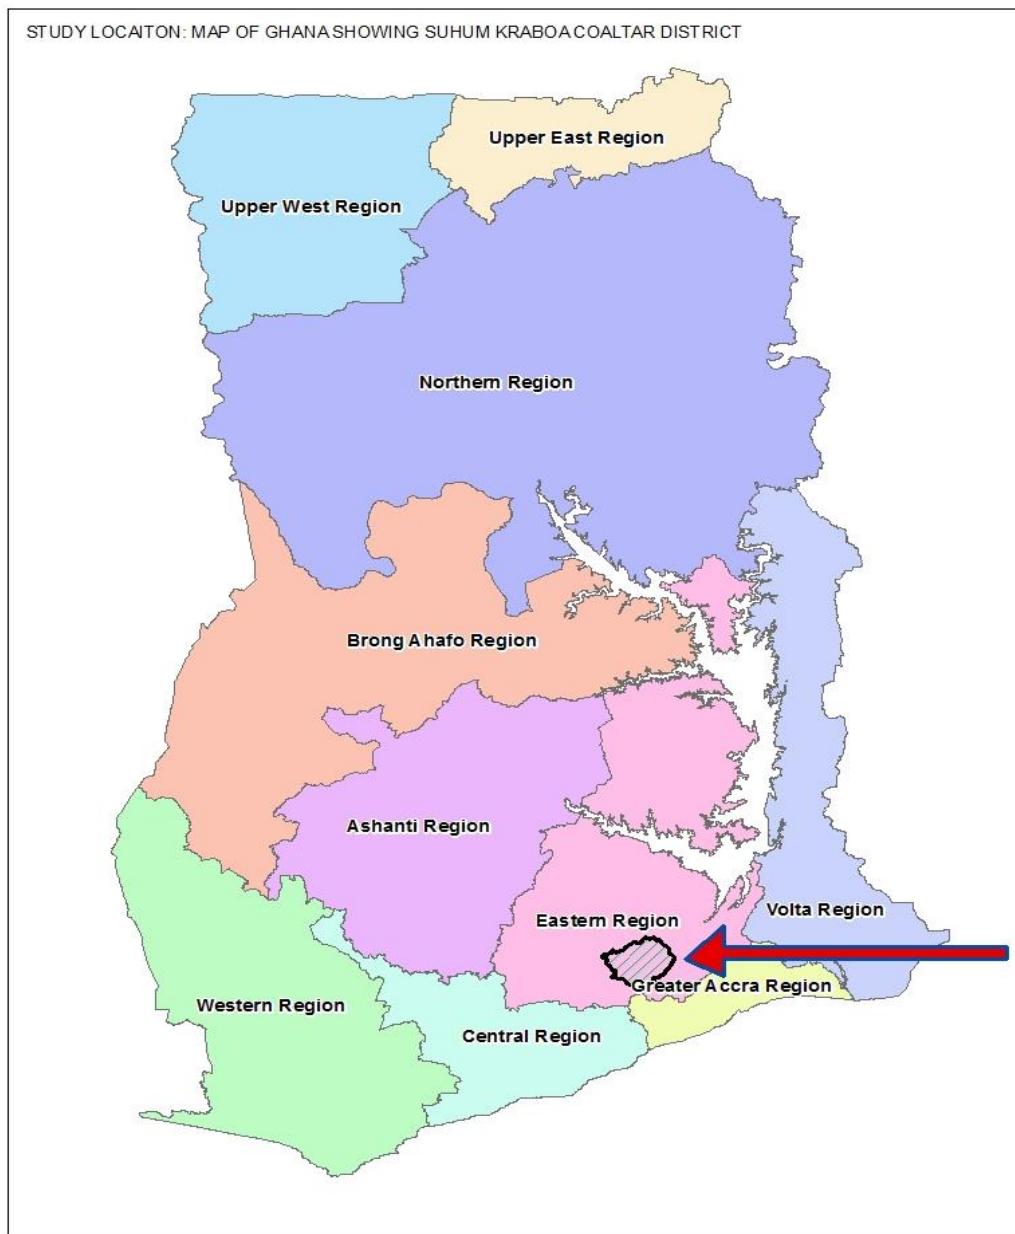 STUDY LOCAITON: MAP OF GHANA SHOWING SUHUM KRABOA COALTAR DISTRICT
Upper East Region
Upper West Region
Northern Region
Brong Ahafo Region
Ashanti Region
Volta Region
Eastern Region
Greater Accra Region
Western Region
Central Region